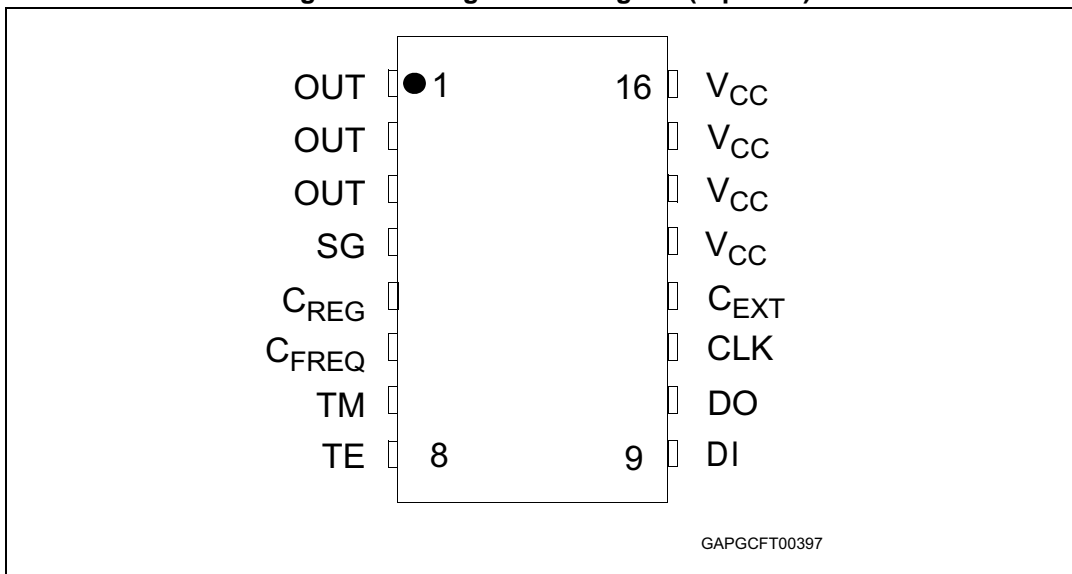 OUT 1 16 VCC
OUT VCC
OUT VCC
SG VCC
CREG CEXT
CFREQ CLK
TM DO
TE 8 9 DI
GAPGCFT00397